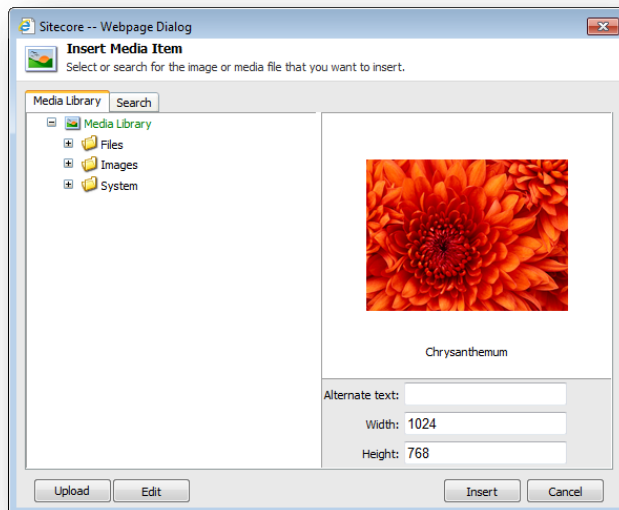 Sitecore -- Webpage Dialog
Insert Media Item
Select or search for the image or media file that you want to insert.
Media Library
Search
Media Library
Files
Images
System
Chrysanthemum
Alternate text:
Width: 1024
Height: 768
Upload
Edit
Insert
Cancel